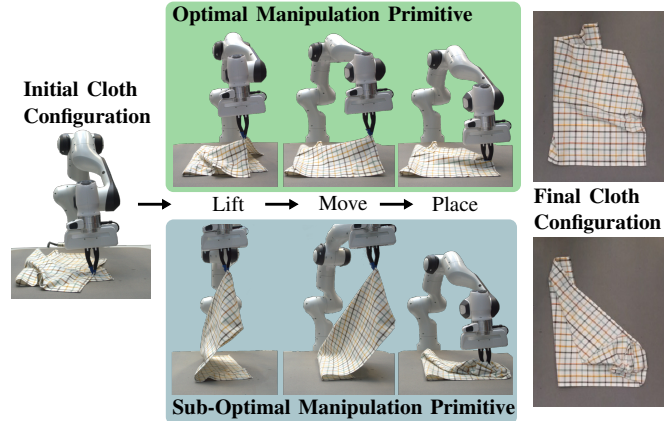 Optimal Manipulation Primitive
Initial Cloth
Configuration
Lift
Move
Place
Final Cloth
Configuration
Sub-Optimal Manipulation Primitive